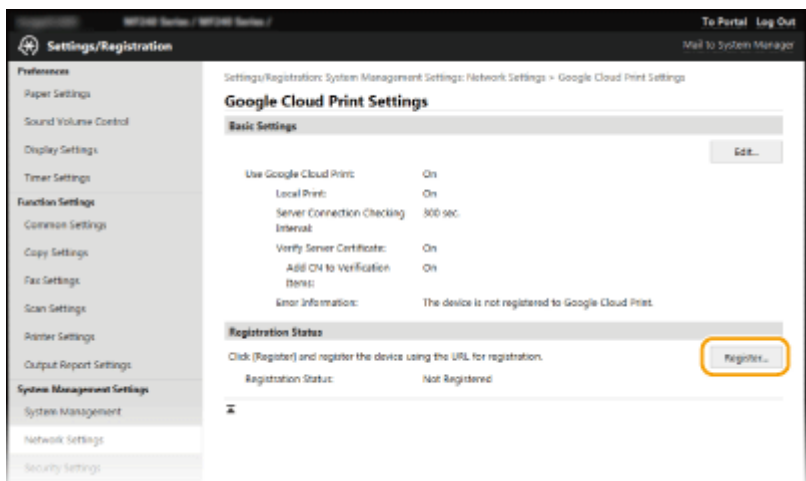 MF240 Series / MF240 Series /
To Portal Log Out
Settings/Registration
Mail to System Manager
Preferences
Paper Settings
Sound Volume Control
Display Settings
Timer Settings
Function Settings
Common Settings
Copy Settings
Fax Settings
Scan Settings
Printer Settings
Output Report Settings
System Management Settings
System Management
Network Settings
Security Settings
Settings/Registration: System Management Settings: Network Settings > Google Cloud Print Settings
Google Cloud Print Settings
Basic Settings
Edit...
Use Google Cloud Print: On
Local Print: On
Server Connection Checking 300 sec.
Interval:
Verify Server Certificate: On
Add CN to Verification On
Items:
Error Information: The device is not registered to Google Cloud Print.
Registration Status
Click [Register] and register the device using the URL for registration.
Register...
Registration Status: Not Registered